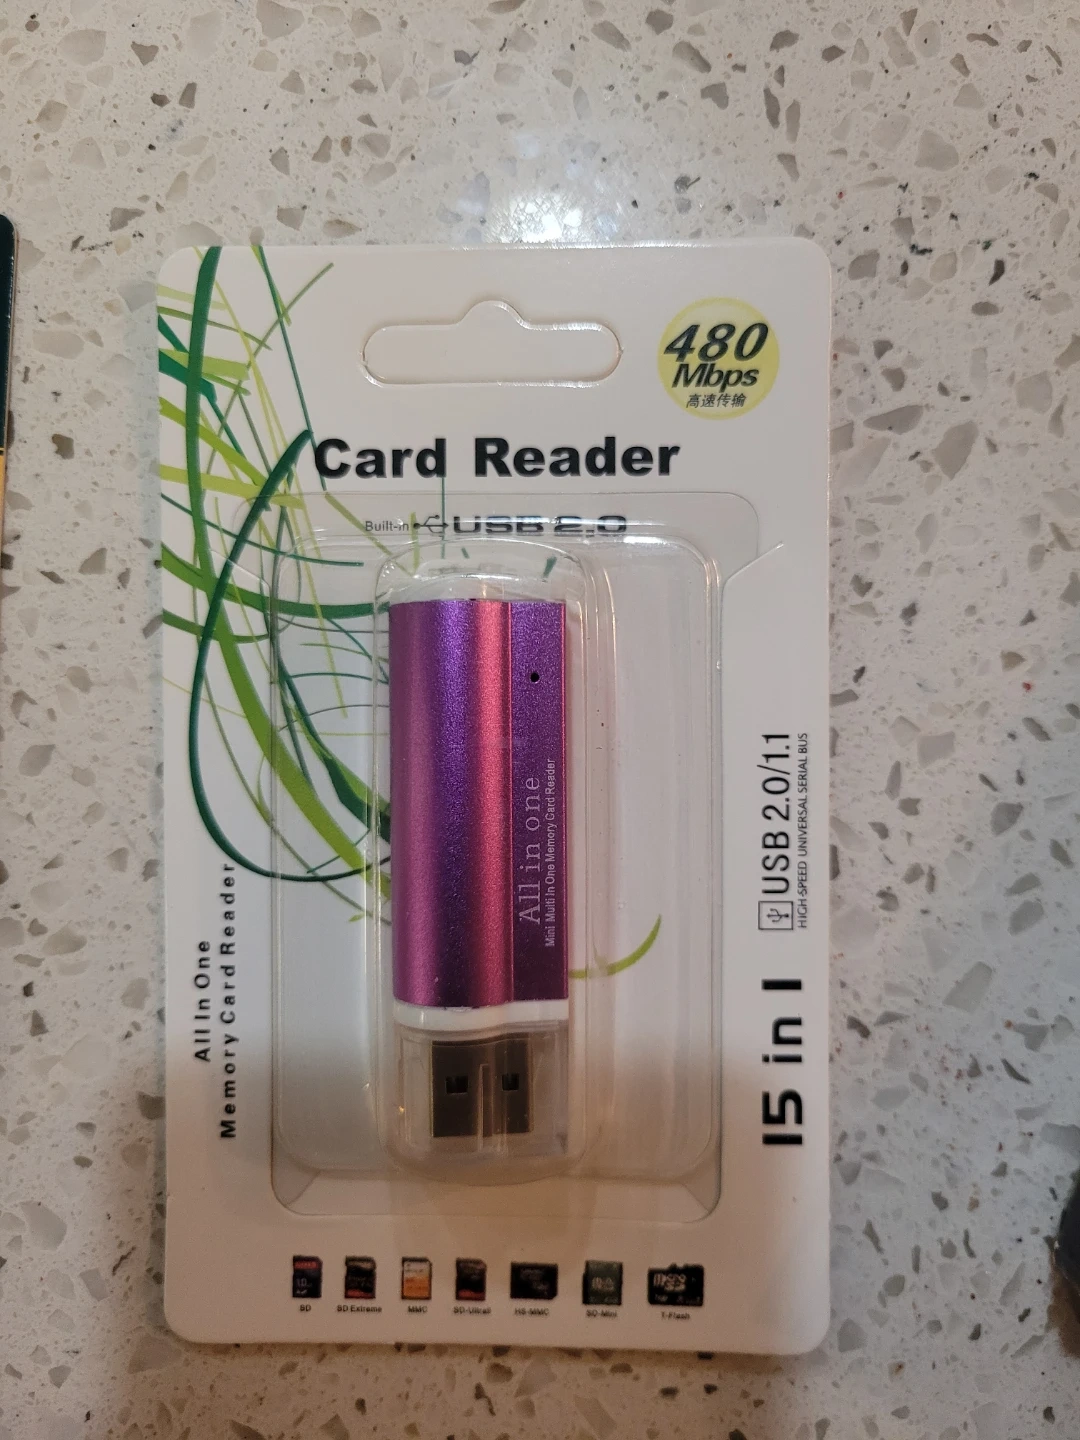 480
Mbps
高速传输
Card Reader
Built-in USB 2.0
All in one
Mini Multi In One Memory Card Reader
USB 2.0/1.1
HIGH-SPEED UNIVERSAL SERIAL BUS
15 in 1
All In One
Memory Card Reader
SD
SD Extreme
MMC
SD-Ultrall
HS-MMC
SD-Mini
T-Flash